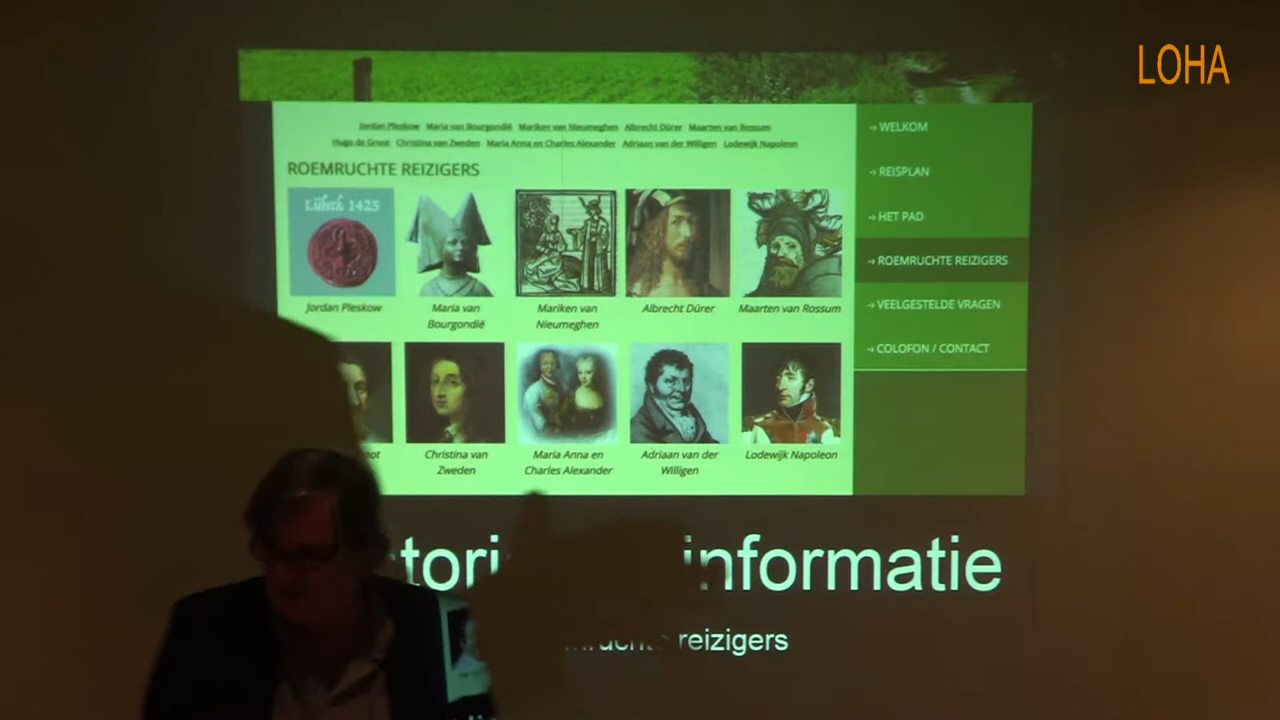 LOHA
Jordan Pleskow Maria van Bourgondië Mariken van Nieumeghen Albrecht Dürer Maarten van Rossum
Hugo de Groot Christina van Zweden Maria Anna en Charles Alexander Adriaan van der Willigen Lodewijk Napoleon
ROEMRUCHTE REIZIGERS
Lübeck 1425
Jordan Pleskow
Maria van
Bourgondië
Mariken van
Nieumeghen
Albrecht Dürer
Maarten van Rossum
Christina van
Zweden
Maria Anna en
Charles Alexander
Adriaan van der
Willigen
Lodewijk Napoleon
WELKOM
REISPLAN
HET PAD
ROEMRUCHTE REIZIGERS
VEELGESTELDE VRAGEN
COLOFON / CONTACT
informatie
reizigers